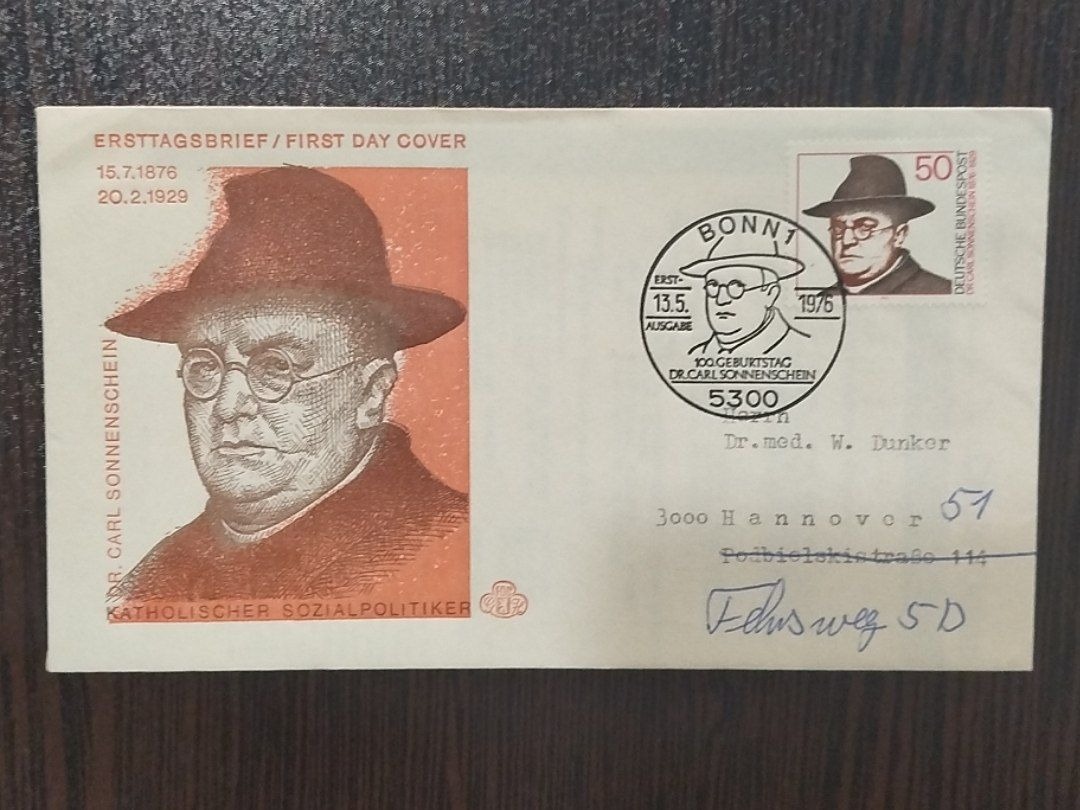 ERSTTAGSBRIEF / FIRST DAY COVER
15.7.1876
20.2.1929
DR. CARL SONNENSCHEIN
KATHOLISCHER SOZIALPOLITIKER
50
DEUTSCHE BUNDESPOST
DR. CARL SONNENSCHEIN 1876-1929
BONN 1
ERST-
13.5. 1976
AUSGABE
100. GEBURTSTAG
DR. CARL SONNENSCHEIN
5300
Herrn
Dr.med. W. Dunker
3000 Hannover 51
Podbielskistraße 114
5D